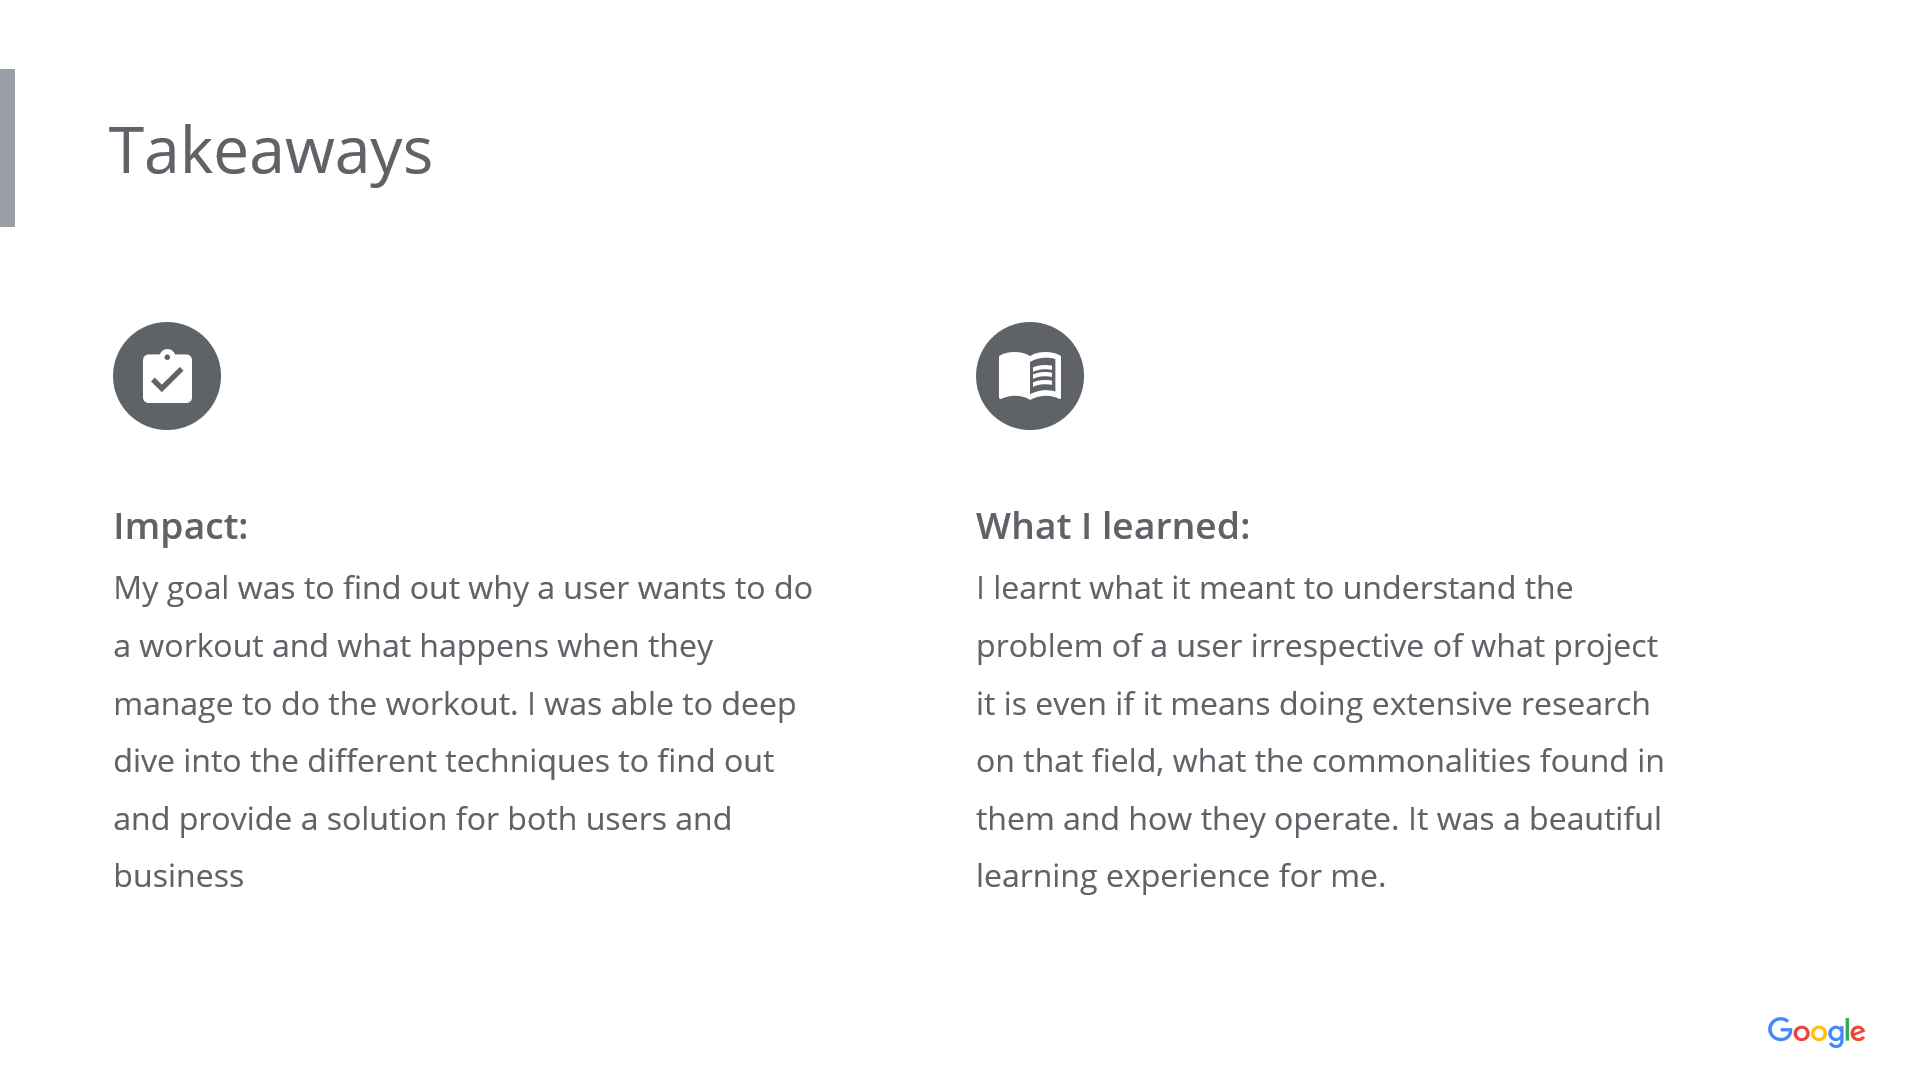 Takeaways
Impact:
My goal was to find out why a user wants to do
a workout and what happens when they
manage to do the workout. I was able to deep
dive into the different techniques to find out
and provide a solution for both users and
business
What I learned:
I learnt what it meant to understand the
problem of a user irrespective of what project
it is even if it means doing extensive research
on that field, what the commonalities found in
them and how they operate. It was a beautiful
learning experience for me.
Google